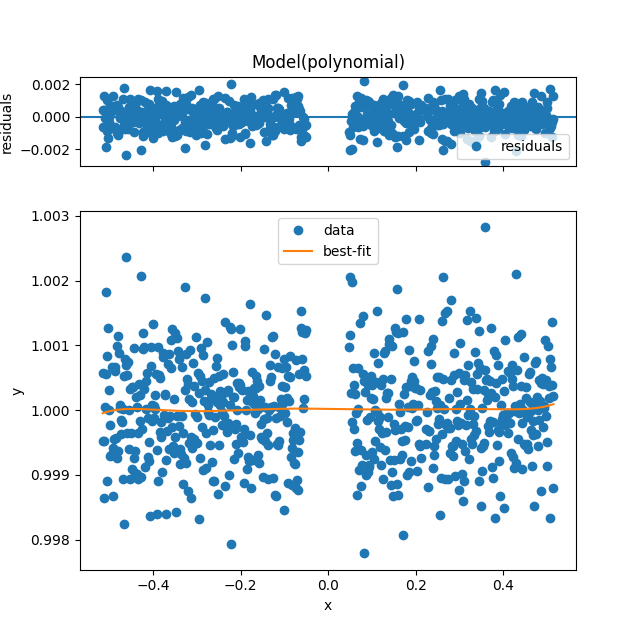 Model(polynomial)
residuals
0.002
0.000
−0.002
residuals
y
1.003
1.002
1.001
1.000
0.999
0.998
data
best-fit
−0.4
−0.2
0.0
0.2
0.4
x